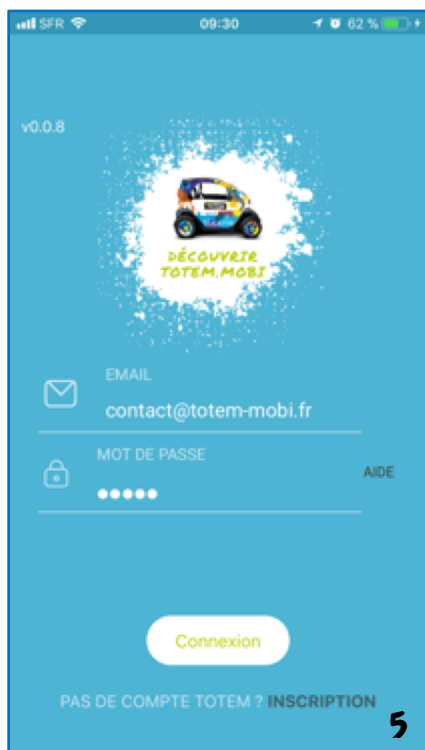 SFR 09:30 62 %
v0.0.8
DÉCOUVRIR
TOTEM.MOBI
EMAIL
contact@totem-mobi.fr
MOT DE PASSE
AIDE
•••••
Connexion
PAS DE COMPTE TOTEM ? INSCRIPTION
5